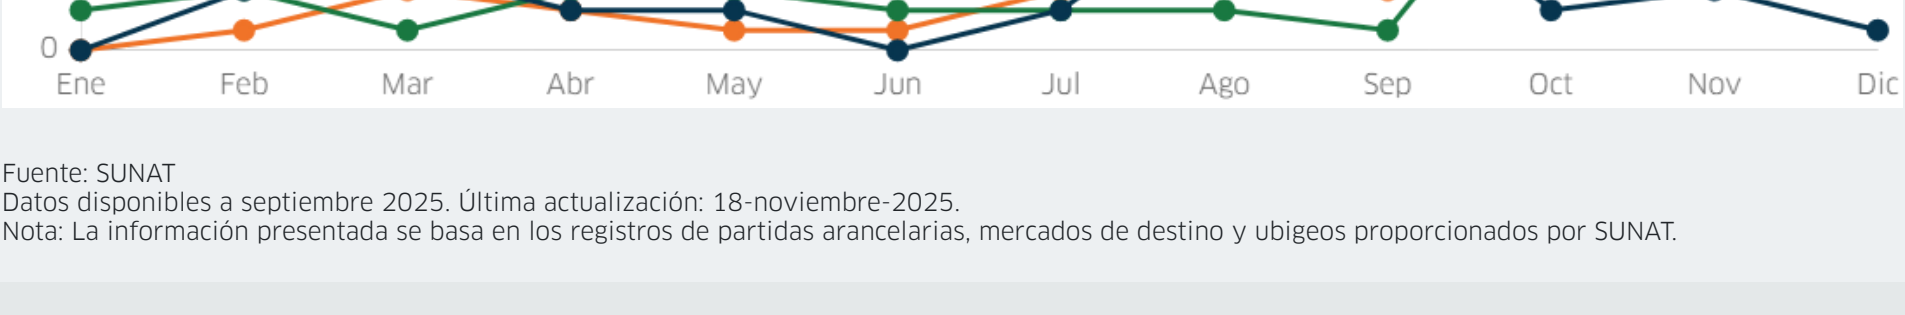 0
Ene Feb Mar Abr May Jun Jul Ago Sep Oct Nov Dic
Fuente: SUNAT
Datos disponibles a septiembre 2025. Última actualización: 18-noviembre-2025.
Nota: La información presentada se basa en los registros de partidas arancelarias, mercados de destino y ubigeos proporcionados por SUNAT.